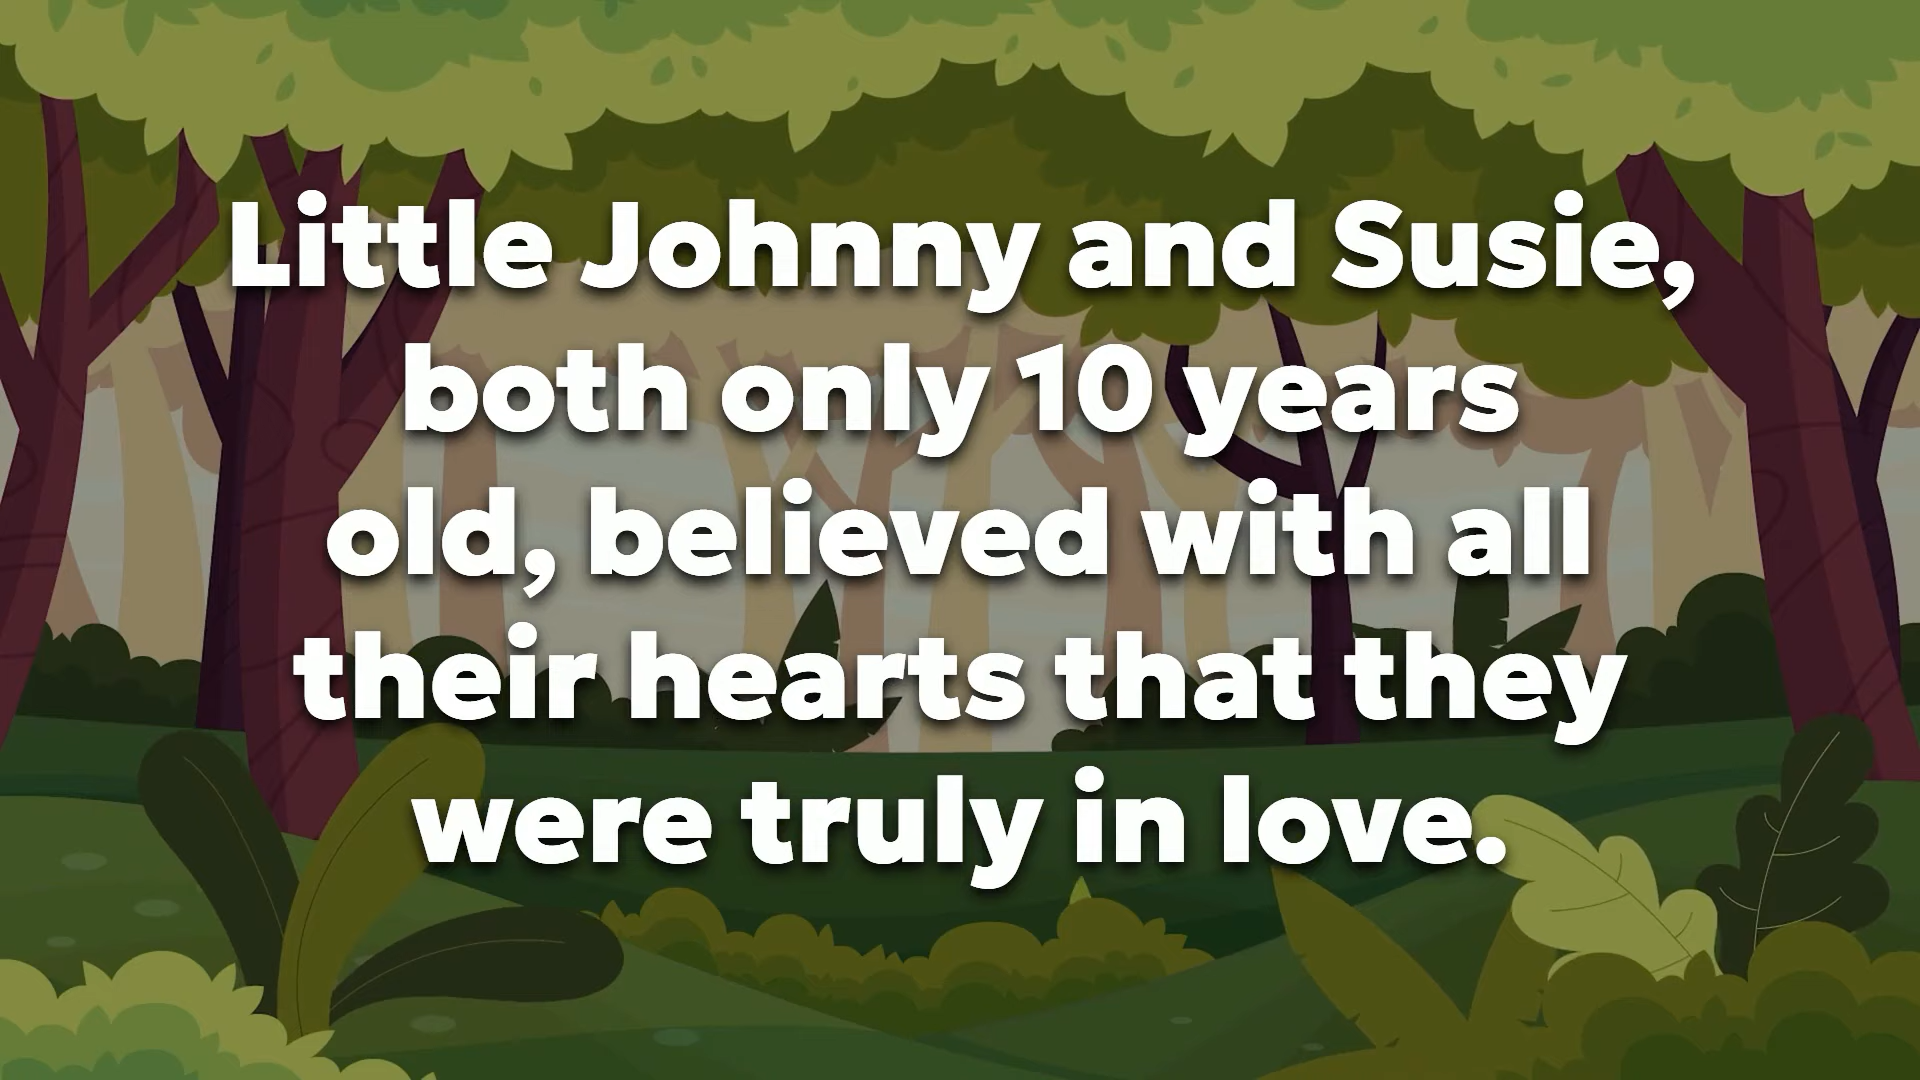 Little Johnny and Susie,
both only 10 years
old, believed with all
their hearts that they
were truly in love.